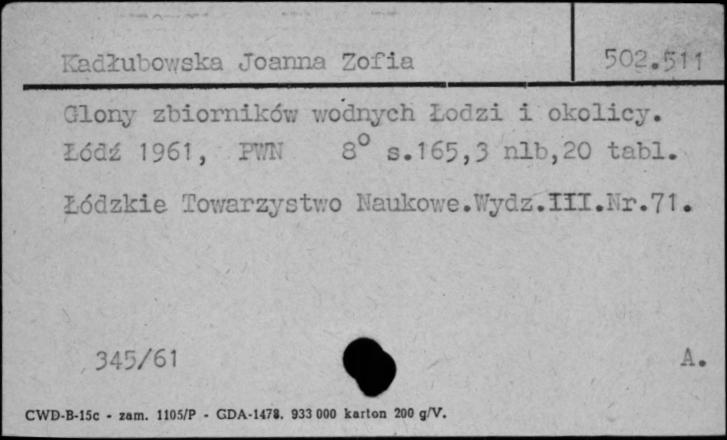 Kadłubowska Joanna Zofia 502.511
Glony zbiorników wodnych Łodzi i okolicy.
Łódź 1961, PWN 8° s.165,3 nlb,20 tabl.
Łódzkie Towarzystwo Naukowe.Wydz.III.Nr.71.
345/61 A.
CWD-B-15c - zam. 1105/P - GDA-1478. 933 000 karton 200 g/V.